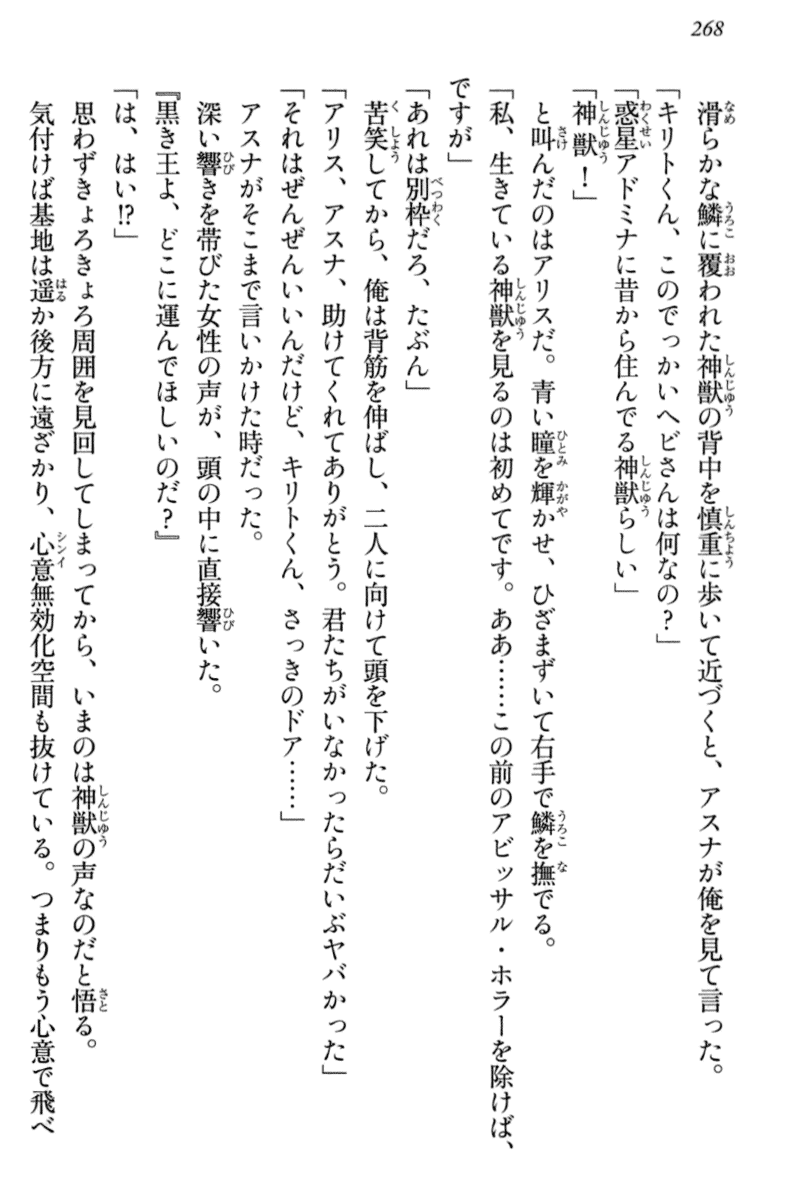 268
滑らかな鱗に覆われた神獣の背中を慎重に歩いて近づくと、アスナが俺を見て言った。
「キリトくん、このでっかいヘビさんは何なの？」
「惑星アドミナに昔から住んでる神獣らしい」
「神獣！」
と叫んだのはアリスだ。青い瞳を輝かせ、ひざまずいて右手で鱗を撫でる。
「私、生きている神獣を見るのは初めてです。ああ……この前のアビッサル・ホラーを除けば、
ですが」
「あれは別枠だろ、たぶん」
苦笑してから、俺は背筋を伸ばし、二人に向けて頭を下げた。
「アリス、アスナ、助けてくれてありがとう。君たちがいなかったらだいぶヤバかった」
「それはぜんぜんいいんだけど、キリトくん、さっきのドア……」
アスナがそこまで言いかけた時だった。
深い響きを帯びた女性の声が、頭の中に直接響いた。
『黒き王よ、どこに運んでほしいのだ？』
「は、はい!?」
思わずきょろきょろ周囲を見回してしまってから、いまのは神獣の声なのだと悟る。
気付けば基地は遥か後方に遠ざかり、心意無効化空間も抜けている。つまりもう心意で飛べ